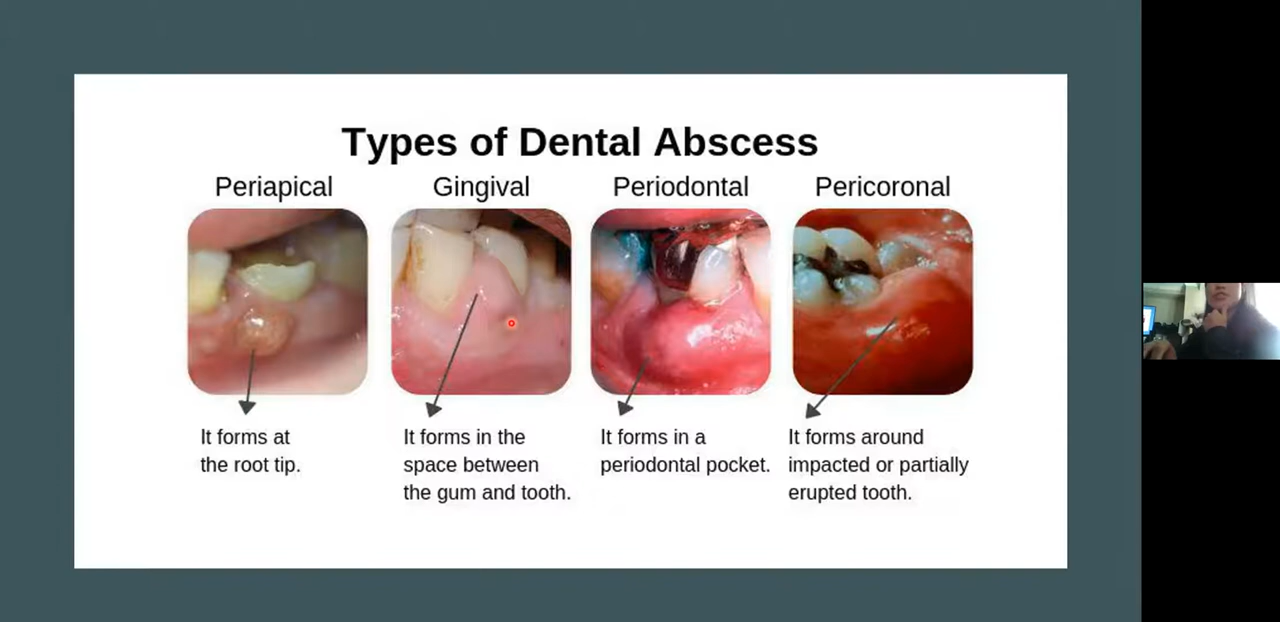 Types of Dental Abscess
Periapical
Gingival
Periodontal
Pericoronal
It forms at
the root tip.
It forms in the
space between
the gum and tooth.
It forms in a
periodontal pocket.
It forms around
impacted or partially
erupted tooth.